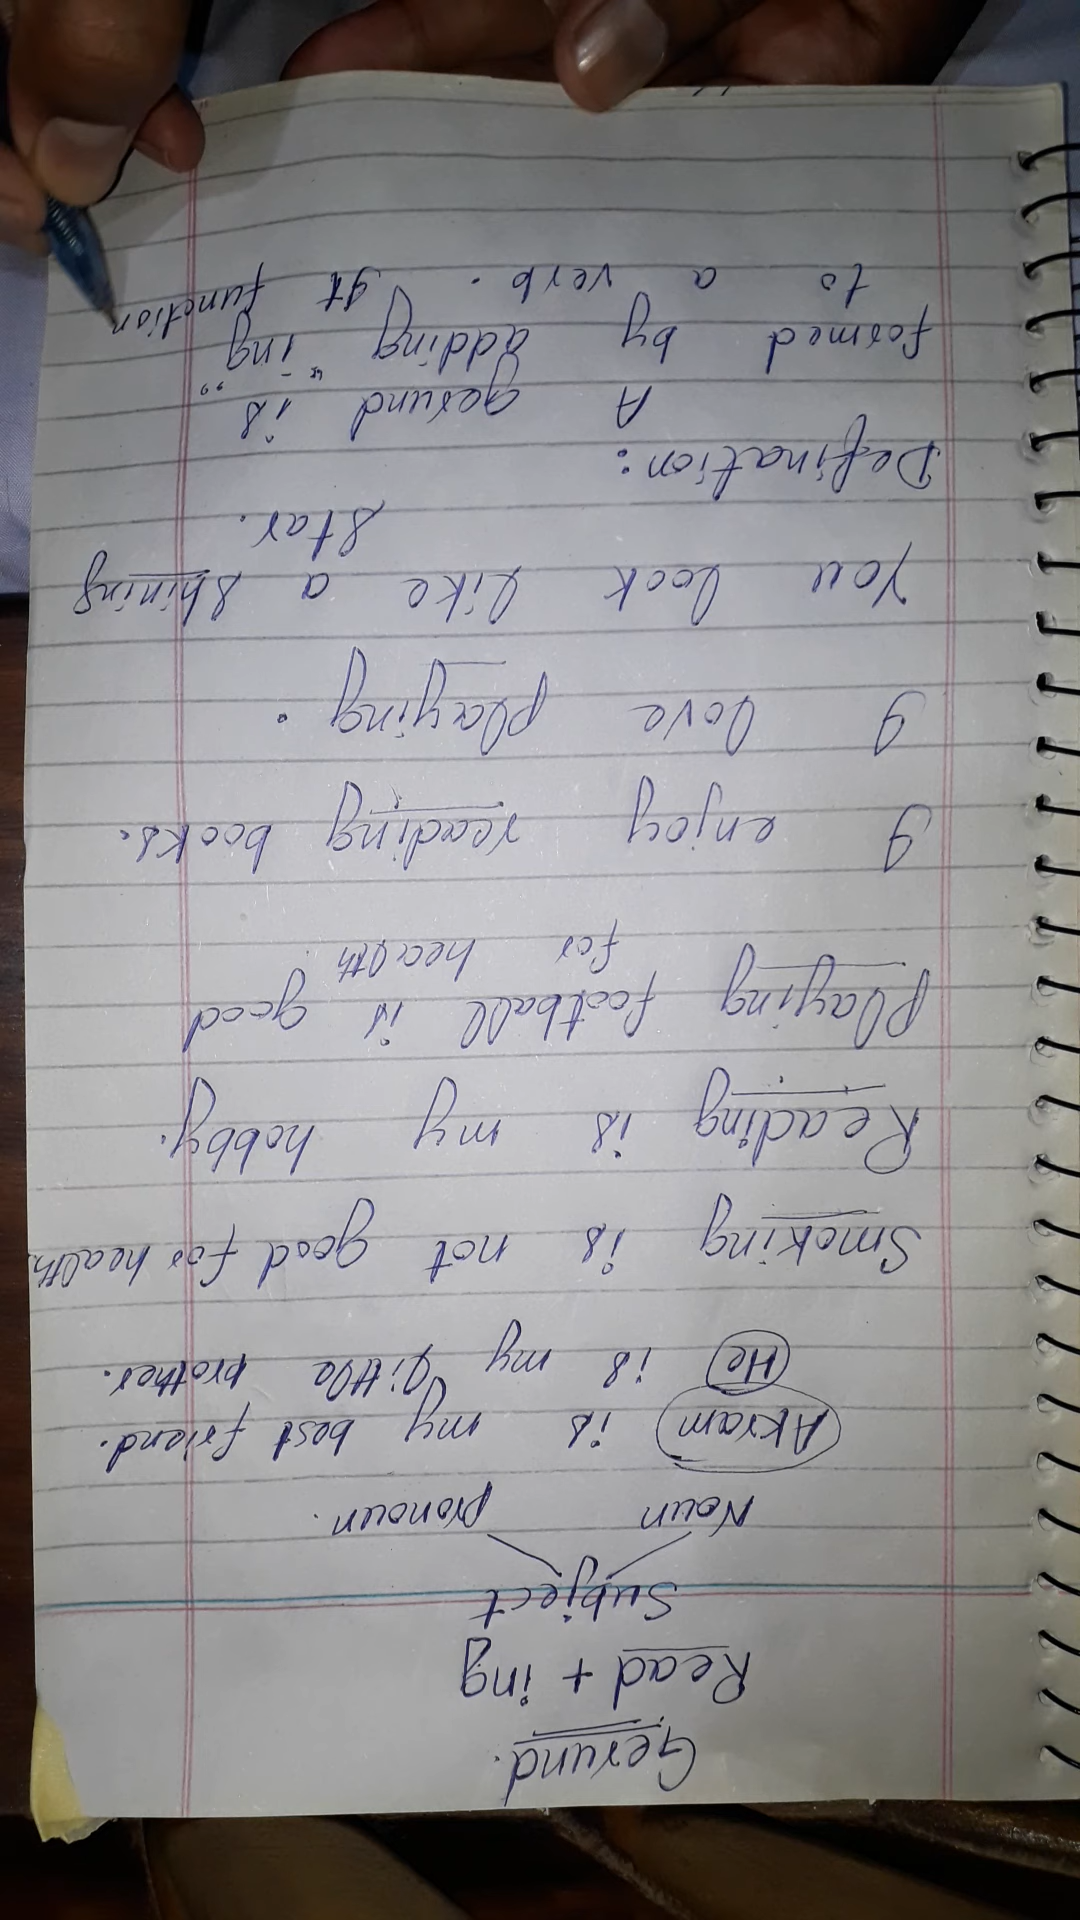 Gerund.
Read + ing
Subject
Noun pronoun.
Akram is my best friend.
He is my little brother.
Smoking is not good for health.
Reading is my hobby.
Playing football is good
for health.
I enjoy reading books.
I love playing.
You look like a shining
star.
Defination:
A gerund is
formed by adding "ing"
to a verb. It function